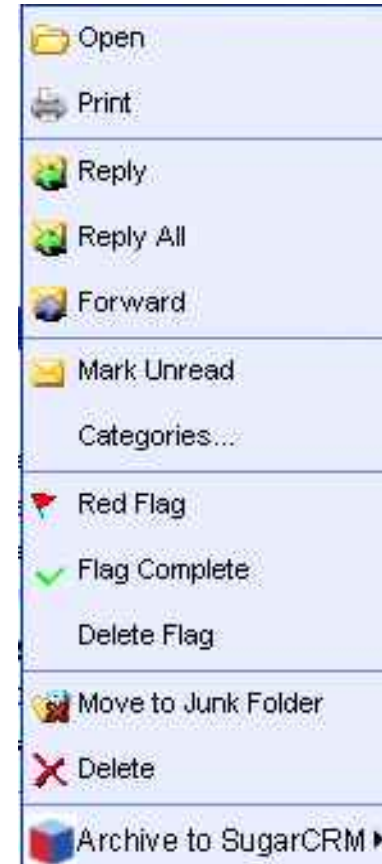 Open
Print
Reply
Reply All
Forward
Mark Unread
Categories...
Red Flag
Flag Complete
Delete Flag
Move to Junk Folder
Delete
Archive to SugarCRM